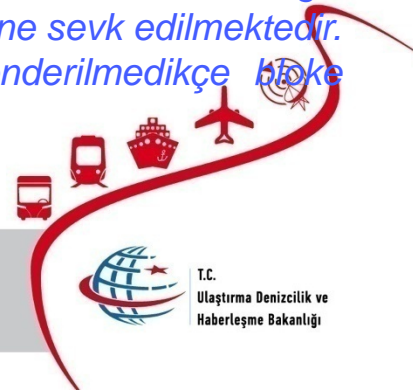 ne sevk edilmektedir.
nderilmedikçe bloke
T.C.
Ulaştırma Denizcilik ve
Haberleşme Bakanlığı